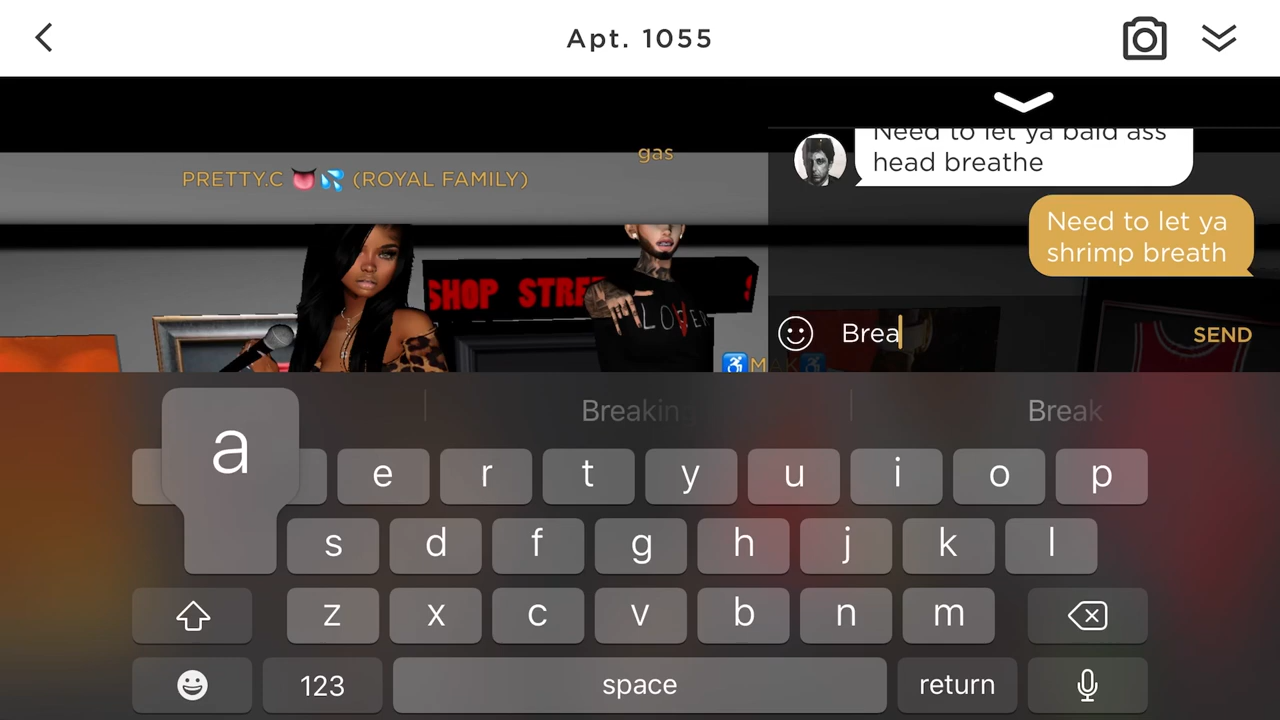 Apt. 1055
gas
PRETTY.C 👅💦 (ROYAL FAMILY)
Need to let ya bald ass
head breathe
Need to let ya
shrimp breath
SHOP STRE
LOVER
Brea
SEND
a
Breaking
Break
e r t y u i o p
s d f g h j k l
z x c v b n m
123
space
return